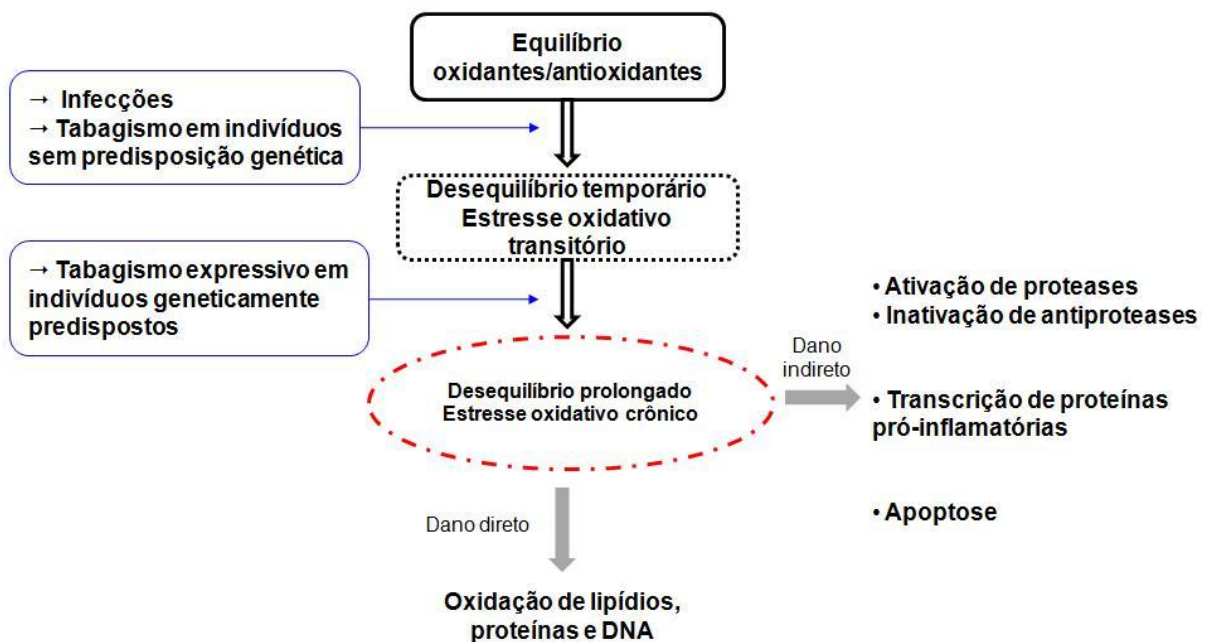 Equilíbrio
oxidantes/antioxidantes
→ Infecções
→ Tabagismo em indivíduos
sem predisposição genética
Desequilíbrio temporário
Estresse oxidativo
transitório
→ Tabagismo expressivo em
indivíduos geneticamente
predispostos
Desequilíbrio prolongado
Estresse oxidativo crônico
Dano
indireto
• Ativação de proteases
• Inativação de antiproteases
• Transcrição de proteínas
pró-inflamatórias
• Apoptose
Dano direto
Oxidação de lipídios,
proteínas e DNA